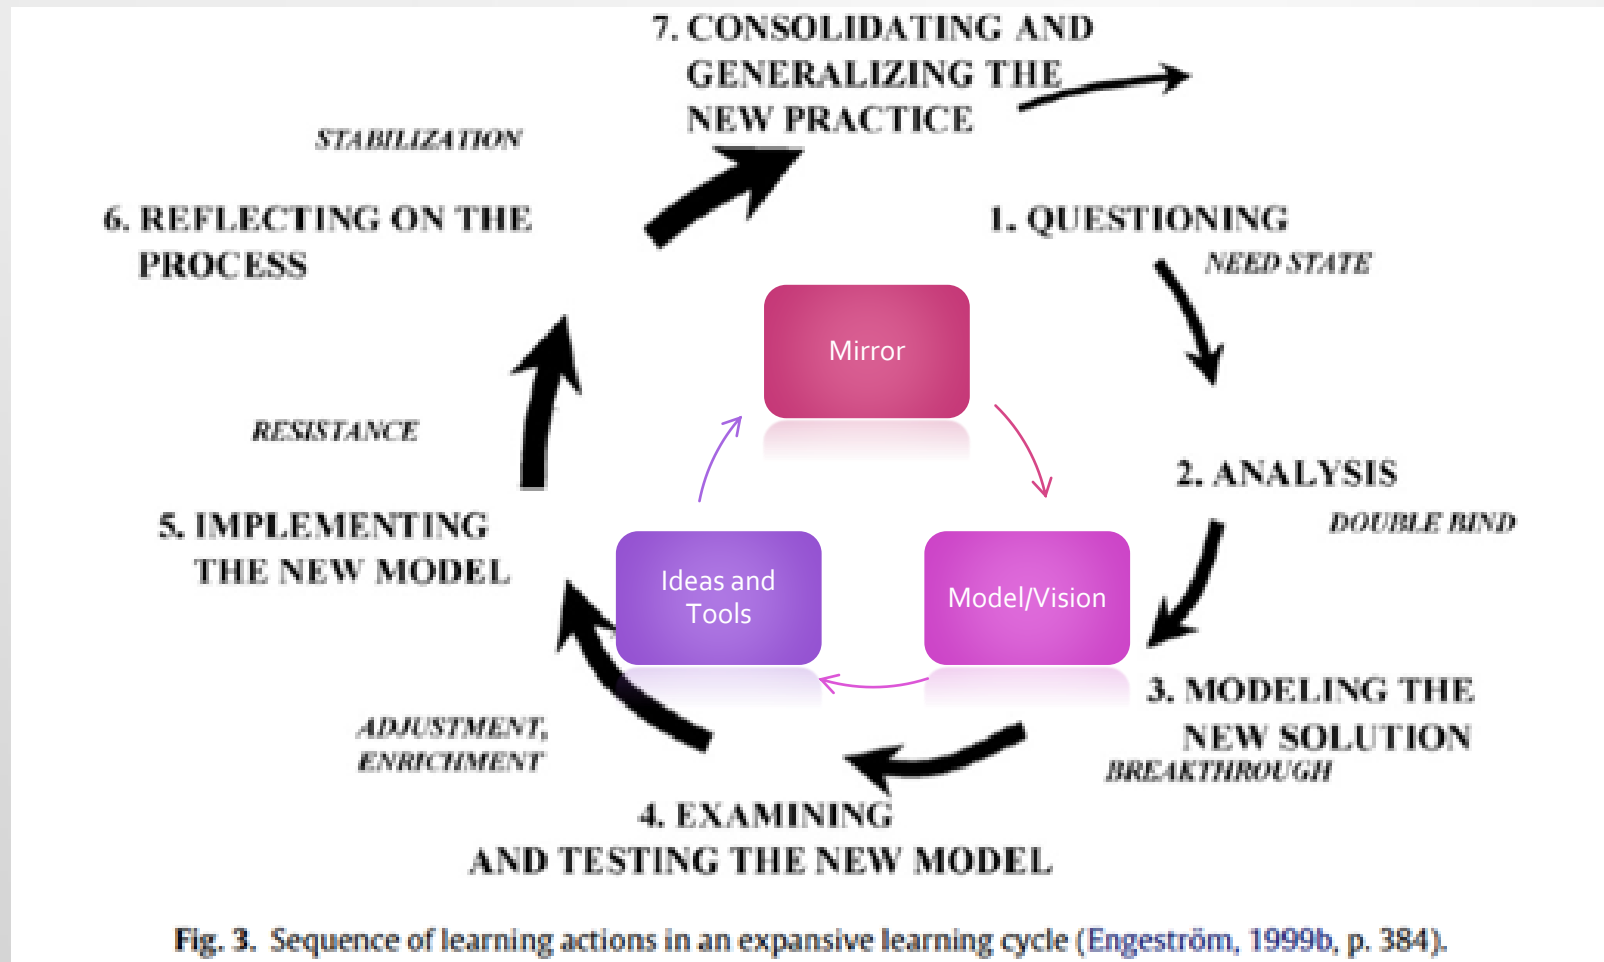 7. CONSOLIDATING AND
GENERALIZING THE
NEW PRACTICE
STABILIZATION
6. REFLECTING ON THE
PROCESS
1. QUESTIONING
NEED STATE
Mirror
RESISTANCE
2. ANALYSIS
DOUBLE BIND
5. IMPLEMENTING
THE NEW MODEL
Ideas and
Tools
Model/Vision
3. MODELING THE
NEW SOLUTION
BREAKTHROUGH
ADJUSTMENT,
ENRICHMENT
4. EXAMINING
AND TESTING THE NEW MODEL
Fig. 3. Sequence of learning actions in an expansive learning cycle (Engeström, 1999b, p. 384).